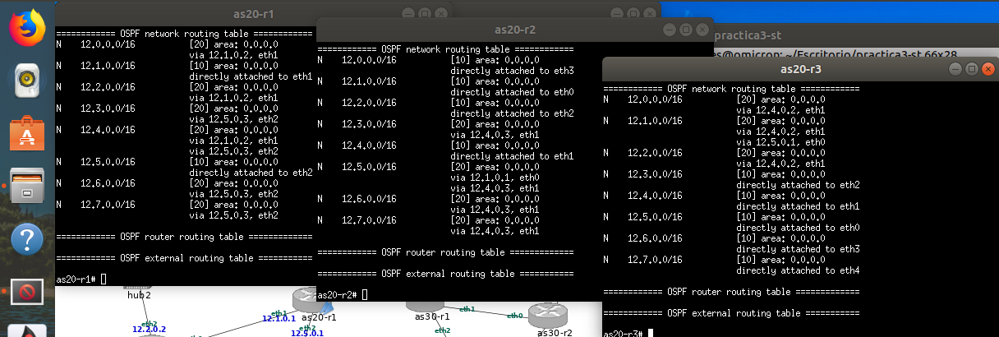 as20-r1
============ OSPF network routing table ============
N 12.0.0.0/16 [20] area: 0.0.0.0
via 12.1.0.2, eth1
N 12.1.0.0/16 [10] area: 0.0.0.0
directly attached to eth1
N 12.2.0.0/16 [20] area: 0.0.0.0
via 12.1.0.2, eth1
N 12.3.0.0/16 [20] area: 0.0.0.0
via 12.5.0.3, eth2
N 12.4.0.0/16 [20] area: 0.0.0.0
via 12.1.0.2, eth1
via 12.5.0.3, eth2
N 12.5.0.0/16 [10] area: 0.0.0.0
directly attached to eth2
N 12.6.0.0/16 [20] area: 0.0.0.0
via 12.5.0.3, eth2
N 12.7.0.0/16 [20] area: 0.0.0.0
via 12.5.0.3, eth2
============ OSPF router routing table =============
============ OSPF external routing table ===========
as20-r1#
as20-r2
============ OSPF network routing table ============
N 12.0.0.0/16 [10] area: 0.0.0.0
directly attached to eth3
N 12.1.0.0/16 [10] area: 0.0.0.0
directly attached to eth0
N 12.2.0.0/16 [10] area: 0.0.0.0
directly attached to eth2
N 12.3.0.0/16 [20] area: 0.0.0.0
via 12.4.0.3, eth1
N 12.4.0.0/16 [10] area: 0.0.0.0
directly attached to eth1
N 12.5.0.0/16 [20] area: 0.0.0.0
via 12.1.0.1, eth0
via 12.4.0.3, eth1
N 12.6.0.0/16 [20] area: 0.0.0.0
via 12.4.0.3, eth1
N 12.7.0.0/16 [20] area: 0.0.0.0
via 12.4.0.3, eth1
============ OSPF router routing table =============
============ OSPF external routing table ===========
as20-r2#
practica3-st
es@omicron: ~/Escritorio/practica3-st 66x28
as20-r3
============ OSPF network routing table ============
N 12.0.0.0/16 [20] area: 0.0.0.0
via 12.4.0.2, eth1
N 12.1.0.0/16 [20] area: 0.0.0.0
via 12.4.0.2, eth1
via 12.5.0.1, eth0
N 12.2.0.0/16 [20] area: 0.0.0.0
via 12.4.0.2, eth1
N 12.3.0.0/16 [10] area: 0.0.0.0
directly attached to eth2
N 12.4.0.0/16 [10] area: 0.0.0.0
directly attached to eth1
N 12.5.0.0/16 [10] area: 0.0.0.0
directly attached to eth0
N 12.6.0.0/16 [10] area: 0.0.0.0
directly attached to eth3
N 12.7.0.0/16 [10] area: 0.0.0.0
directly attached to eth4
============ OSPF router routing table =============
============ OSPF external routing table ===========
as20-r3#
hub2
eth2
12.2.0.2
eth1
12.1.0.1
as20-r1
eth2
12.5.0.1
as30-r1
eth1
eth0
eth2
as30-r2